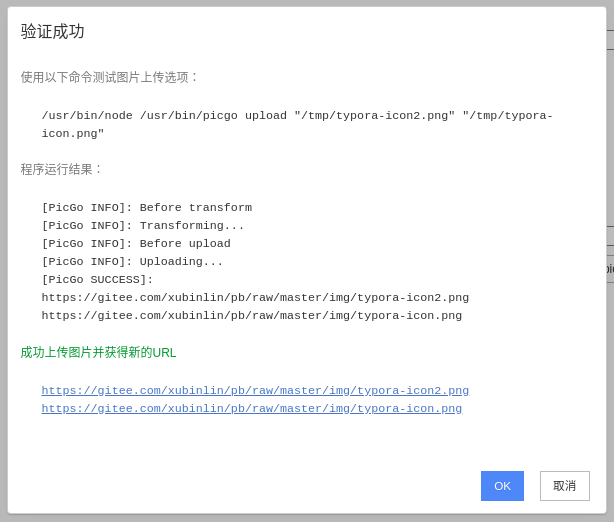 验证成功
使用以下命令测试图片上传选项：
/usr/bin/node /usr/bin/picgo upload "/tmp/typora-icon2.png" "/tmp/typora-
icon.png"
程序运行结果：
[PicGo INFO]: Before transform
[PicGo INFO]: Transforming...
[PicGo INFO]: Before upload
[PicGo INFO]: Uploading...
[PicGo SUCCESS]:
https://gitee.com/xubinlin/pb/raw/master/img/typora-icon2.png
https://gitee.com/xubinlin/pb/raw/master/img/typora-icon.png
成功上传图片并获得新的URL
https://gitee.com/xubinlin/pb/raw/master/img/typora-icon2.png
https://gitee.com/xubinlin/pb/raw/master/img/typora-icon.png
OK 取消